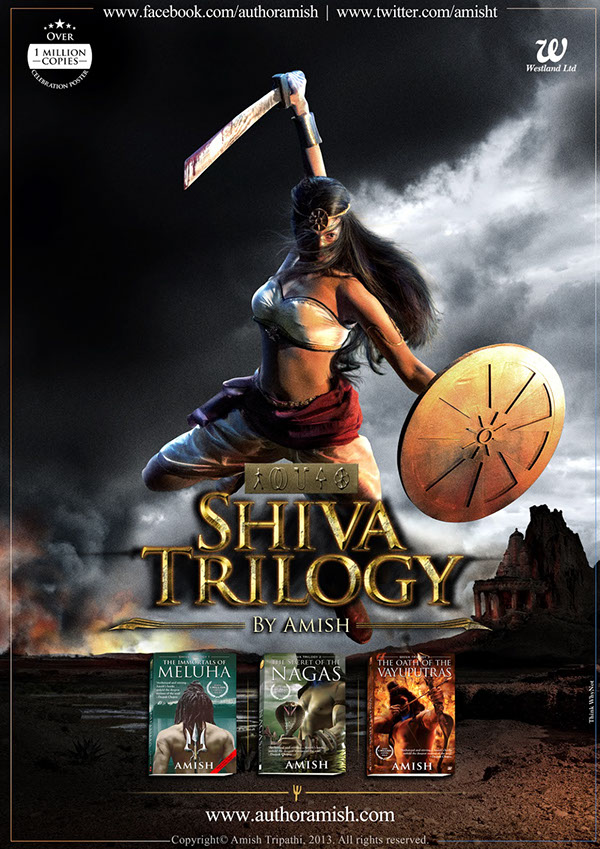 www.facebook.com/authoramish | www.twitter.com/amisht
OVER
1 MILLION
COPIES
CELEBRATION POSTER
W
Westland Ltd
SHIVA
TRILOGY
BY AMISH
THE IMMORTALS OF
MELUHA
AMISH
THE SECRET OF THE
NAGAS
AMISH
THE OATH OF THE
VAYUPUTRAS
AMISH
Think WhyNot
www.authoramish.com
Copyright© Amish Tripathi, 2013. All rights reserved.